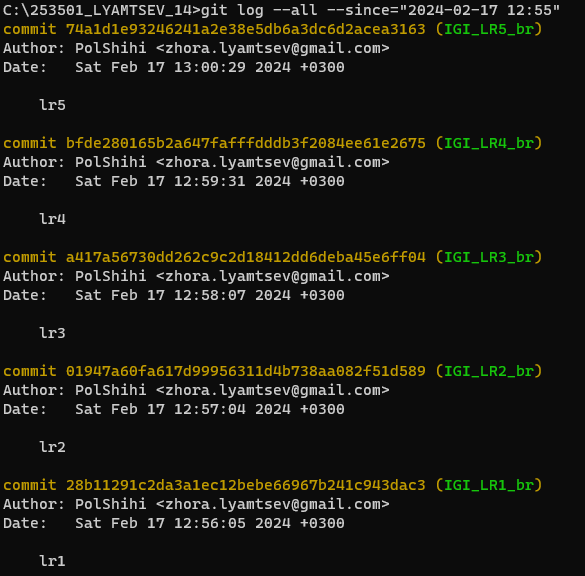 C:\253501_LYAMTSEV_14>git log --all --since="2024-02-17 12:55"
commit 74a1d1e93246241a2e38e5db6a3dc6d2acea3163 (IGI_LR5_br)
Author: PolShihi <zhora.lyamtsev@gmail.com>
Date:   Sat Feb 17 13:00:29 2024 +0300
    lr5
commit bfde280165b2a647fafffdddb3f2084ee61e2675 (IGI_LR4_br)
Author: PolShihi <zhora.lyamtsev@gmail.com>
Date:   Sat Feb 17 12:59:31 2024 +0300
    lr4
commit a417a56730dd262c9c2d18412dd6deba45e6ff04 (IGI_LR3_br)
Author: PolShihi <zhora.lyamtsev@gmail.com>
Date:   Sat Feb 17 12:58:07 2024 +0300
    lr3
commit 01947a60fa617d99956311d4b738aa082f51d589 (IGI_LR2_br)
Author: PolShihi <zhora.lyamtsev@gmail.com>
Date:   Sat Feb 17 12:57:04 2024 +0300
    lr2
commit 28b11291c2da3a1ec12bebe66967b241c943dac3 (IGI_LR1_br)
Author: PolShihi <zhora.lyamtsev@gmail.com>
Date:   Sat Feb 17 12:56:05 2024 +0300
    lr1